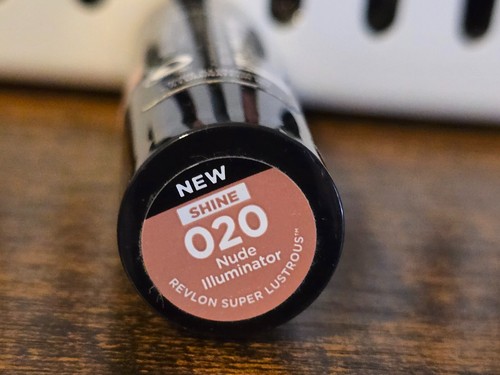 NEW
SHINE
020
Nude
Illuminator
REVLON SUPER LUSTROUS™